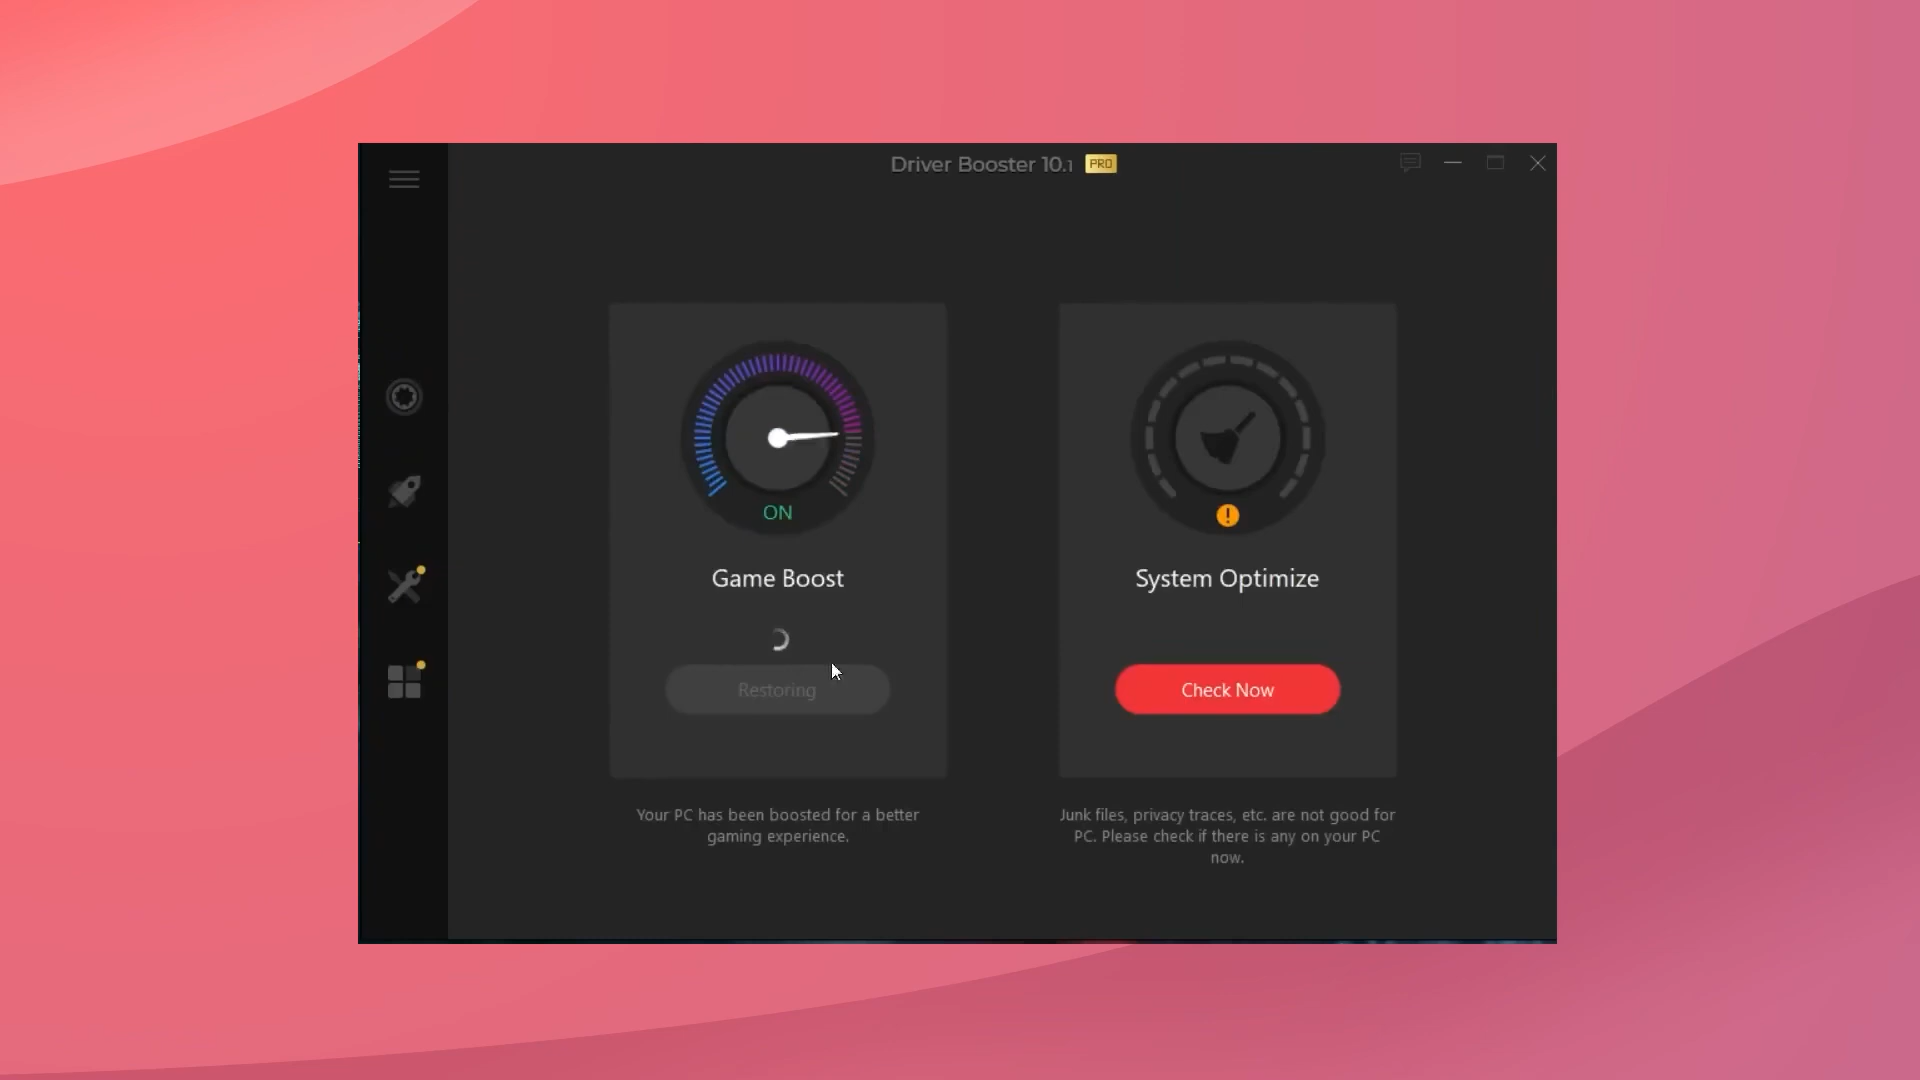 Driver Booster 10.1 PRO
ON
Game Boost
Restoring
Your PC has been boosted for a better
gaming experience.
System Optimize
Check Now
Junk files, privacy traces, etc. are not good for
PC. Please check if there is any on your PC
now.